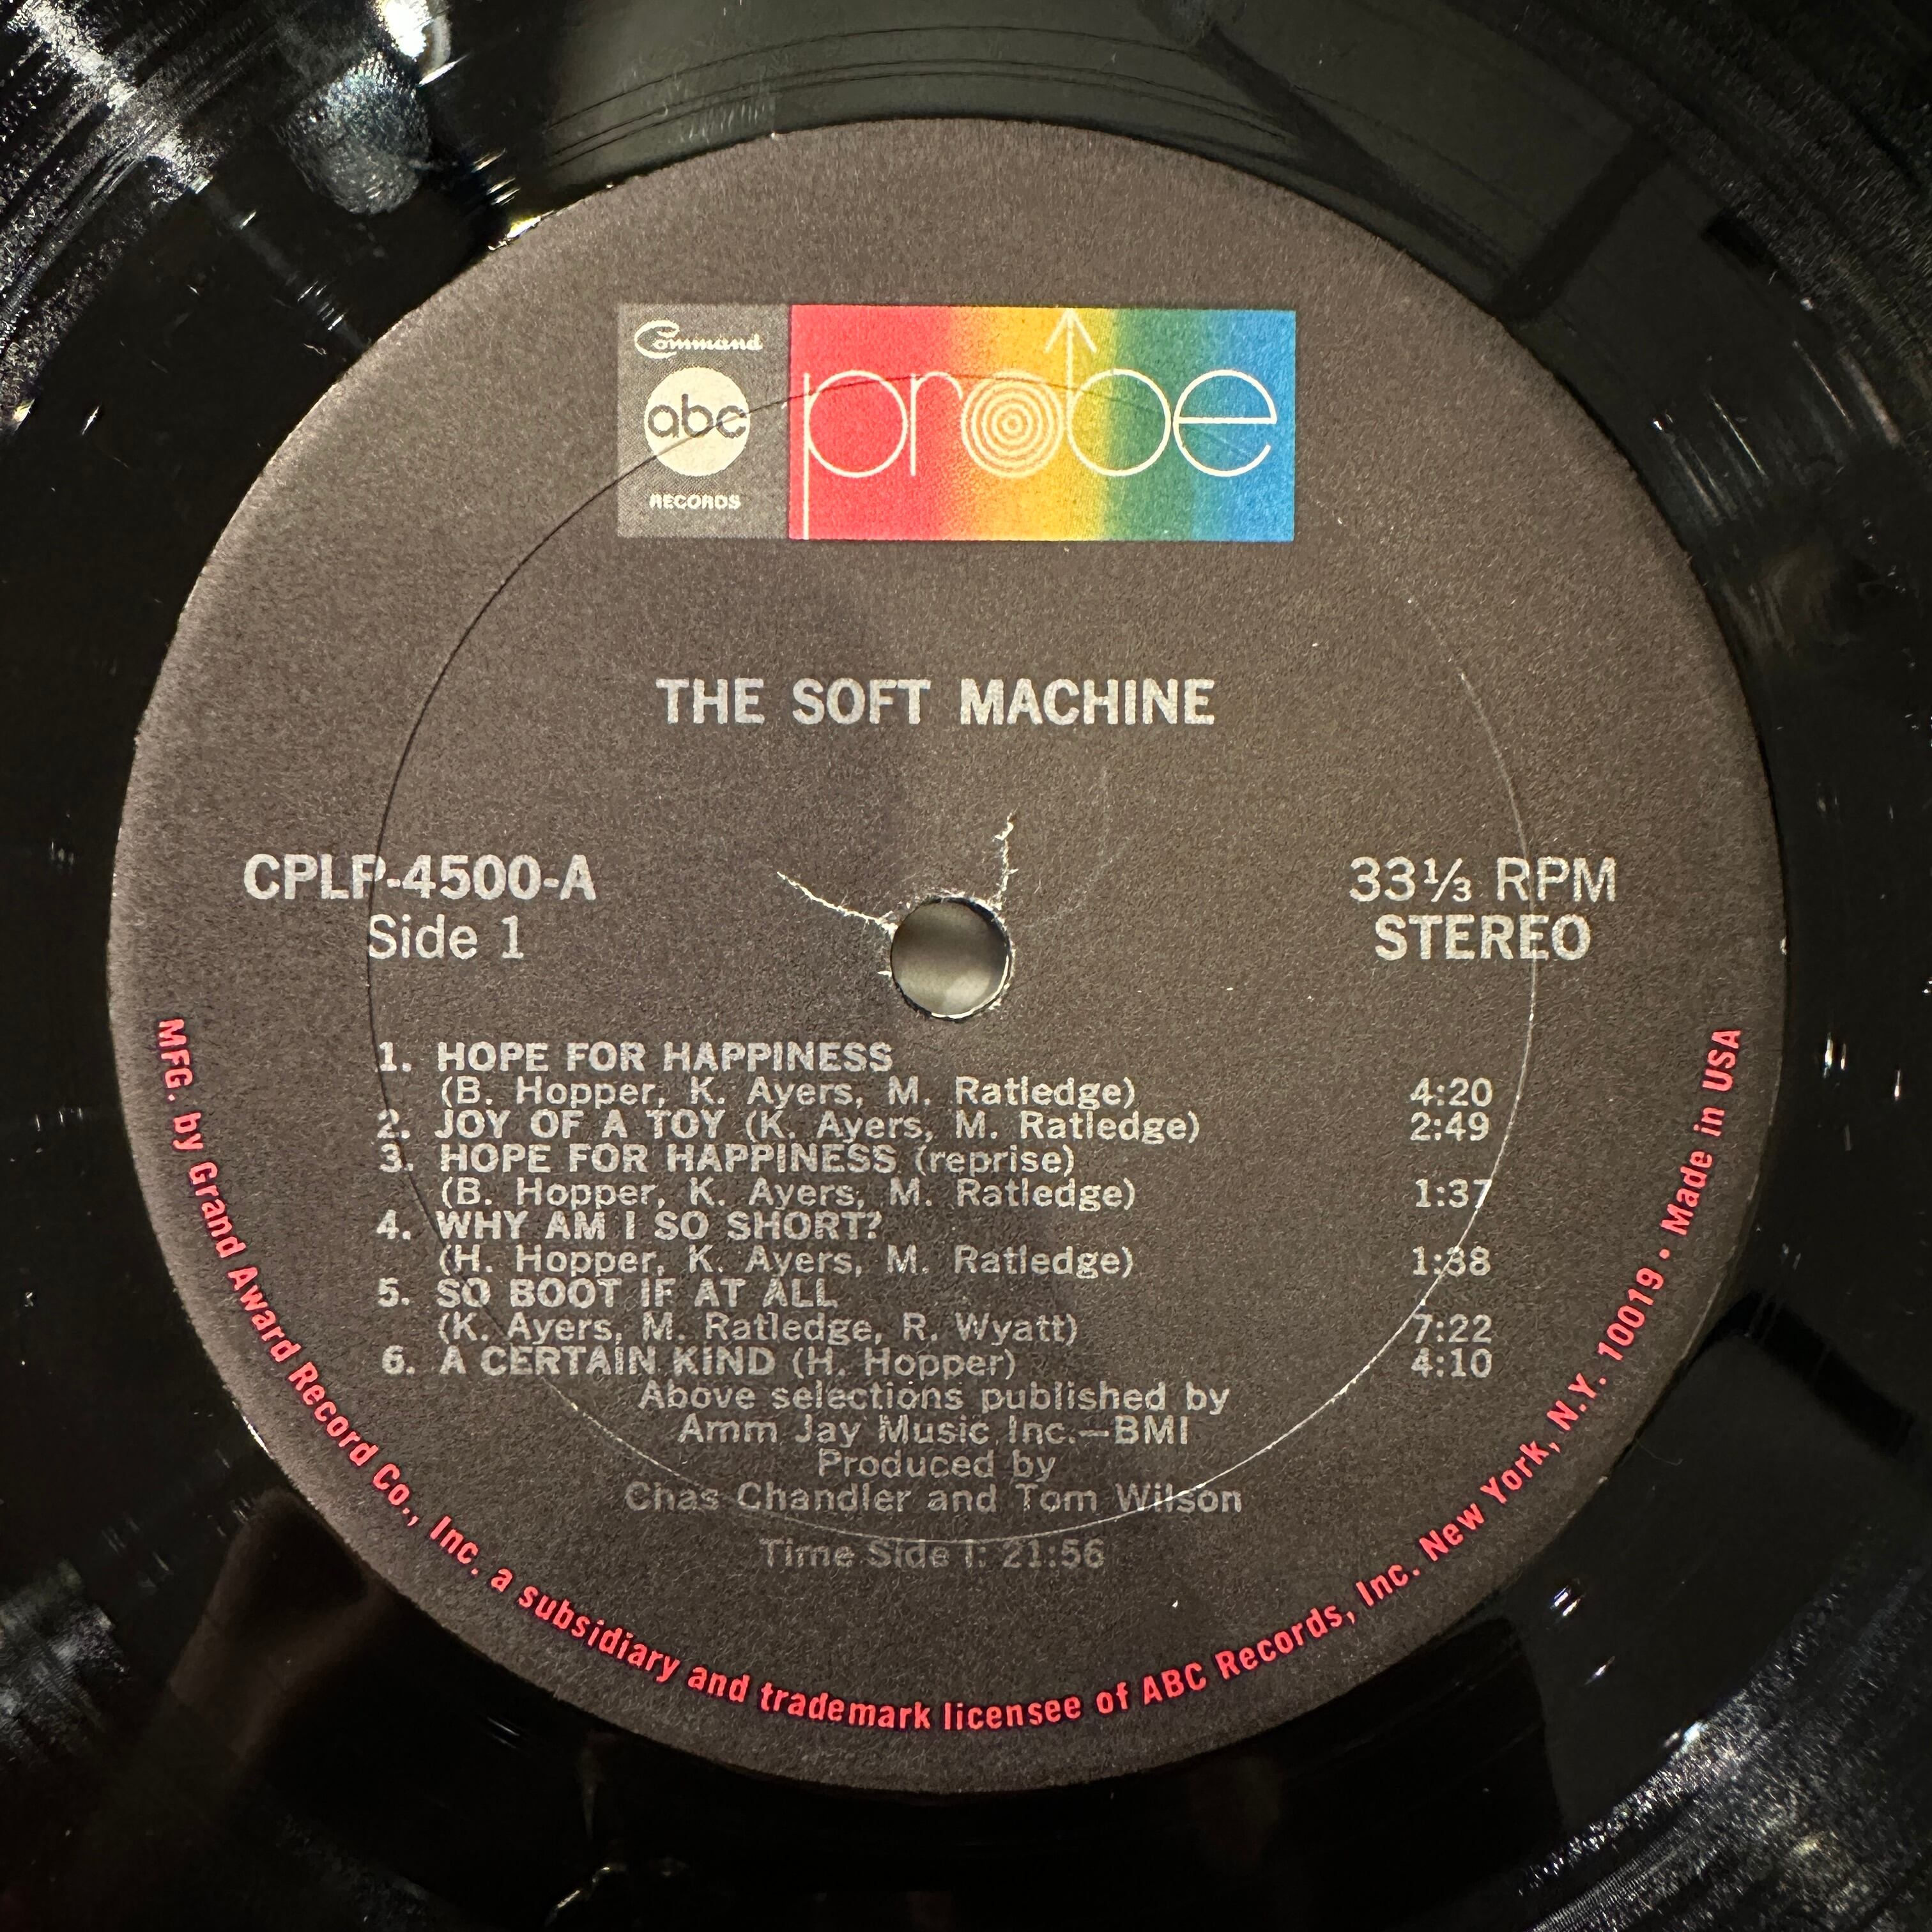 Command
abc
RECORDS
probe
THE SOFT MACHINE
CPLP-4500-A
Side 1
33⅓ RPM
STEREO
1. HOPE FOR HAPPINESS
(B. Hopper, K. Ayers, M. Ratledge) 4:20
2. JOY OF A TOY (K. Ayers, M. Ratledge) 2:49
3. HOPE FOR HAPPINESS (reprise)
(B. Hopper, K. Ayers, M. Ratledge) 1:37
4. WHY AM I SO SHORT?
(H. Hopper, K. Ayers, M. Ratledge) 1:38
5. SO BOOT IF AT ALL
(K. Ayers, M. Ratledge, R. Wyatt) 7:22
6. A CERTAIN KIND (H. Hopper) 4:10
Above selections published by
Amm Jay Music Inc.—BMI
Produced by
Chas Chandler and Tom Wilson
Time Side I: 21:56
MFG. by Grand Award Record Co., Inc. a subsidiary and trademark licensee of ABC Records, Inc. New York, N.Y. 10019 • Made in USA